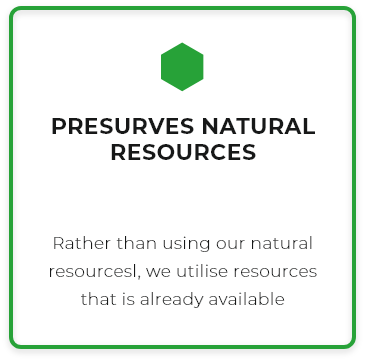 PRESURVES NATURAL
RESOURCES
Rather than using our natural
resourcesl, we utilise resources
that is already available